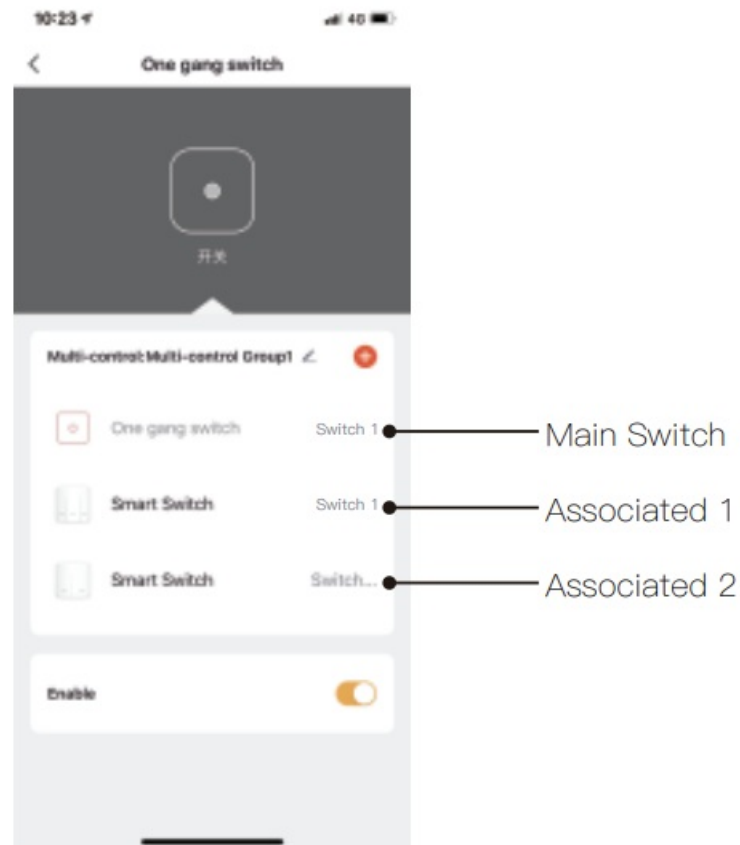 10:23 4G
One gang switch
开关
Multi-control:Multi-control Group1
One gang switch Switch 1 Main Switch
Smart Switch Switch 1 Associated 1
Smart Switch Switch... Associated 2
Enable